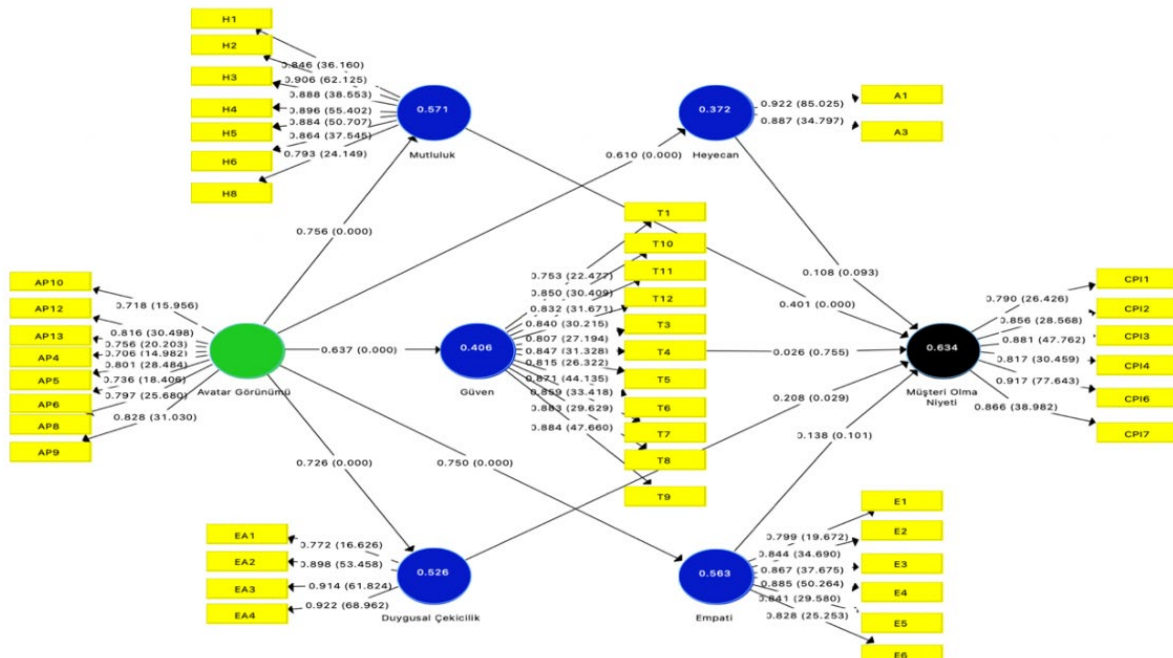 H1
H2
H3
H4
H5
H6
H8
0.846 (36.160)
0.906 (62.125)
0.888 (38.553)
0.896 (55.402)
0.884 (50.707)
0.864 (37.545)
0.793 (24.149)
0.571
Mutluluk
0.372
Heyecan
0.922 (85.025)
0.887 (34.797)
A1
A3
0.610 (0.000)
0.756 (0.000)
T1
T10
T11
T12
T3
T4
T5
T6
T7
T8
T9
0.753 (22.477)
0.850 (30.409)
0.832 (31.671)
0.840 (30.215)
0.807 (27.194)
0.847 (31.328)
0.815 (26.322)
0.871 (44.135)
0.859 (33.418)
0.883 (29.629)
0.884 (47.660)
0.108 (0.093)
0.401 (0.000)
0.026 (0.755)
0.208 (0.029)
0.138 (0.101)
AP10
AP12
AP13
AP4
AP5
AP6
AP8
AP9
0.718 (15.956)
0.816 (30.498)
0.756 (20.203)
0.706 (14.982)
0.801 (28.484)
0.736 (18.406)
0.797 (25.680)
0.828 (31.030)
Avatar Görünümü
0.637 (0.000)
0.406
Güven
0.634
Müşteri Olma
Niyeti
0.790 (26.426)
0.856 (28.568)
0.881 (47.762)
0.817 (30.459)
0.917 (77.643)
0.866 (38.982)
CPI1
CPI2
CPI3
CPI4
CPI6
CPI7
0.726 (0.000)
0.750 (0.000)
EA1
EA2
EA3
EA4
0.772 (16.626)
0.898 (53.458)
0.914 (61.824)
0.922 (68.962)
0.526
Duygusal Çekicilik
0.563
Empati
0.799 (19.672)
0.844 (34.690)
0.867 (37.675)
0.885 (50.264)
0.841 (29.580)
0.828 (25.253)
E1
E2
E3
E4
E5
E6